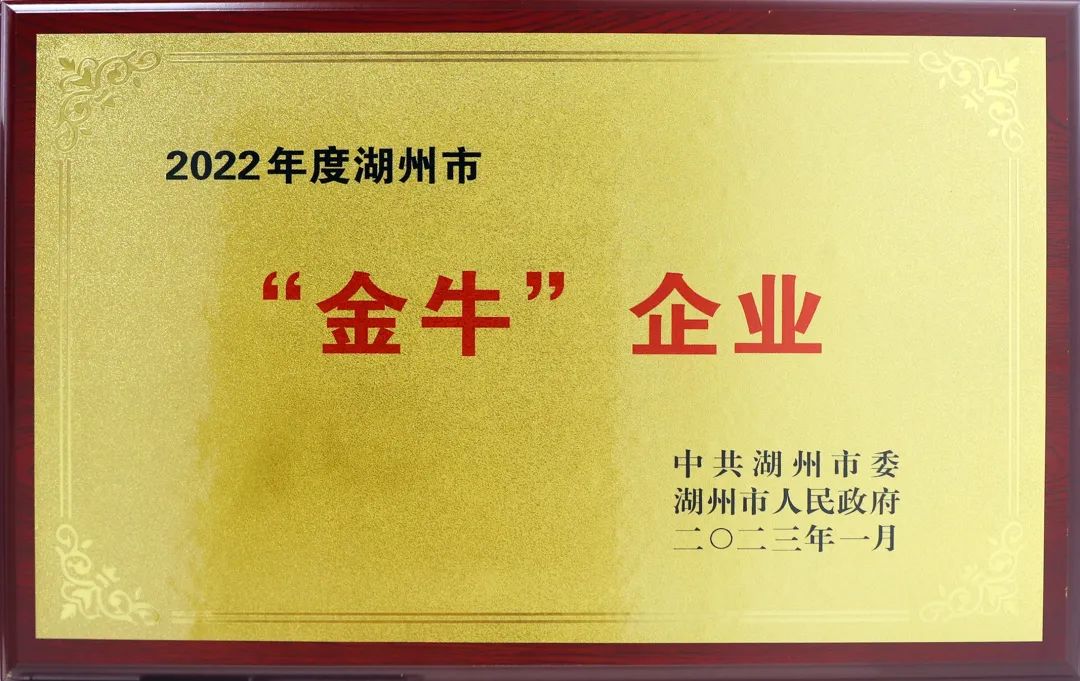 2022年度湖州市
“金牛”企业
中共湖州市委
湖州市人民政府
二〇二三年一月